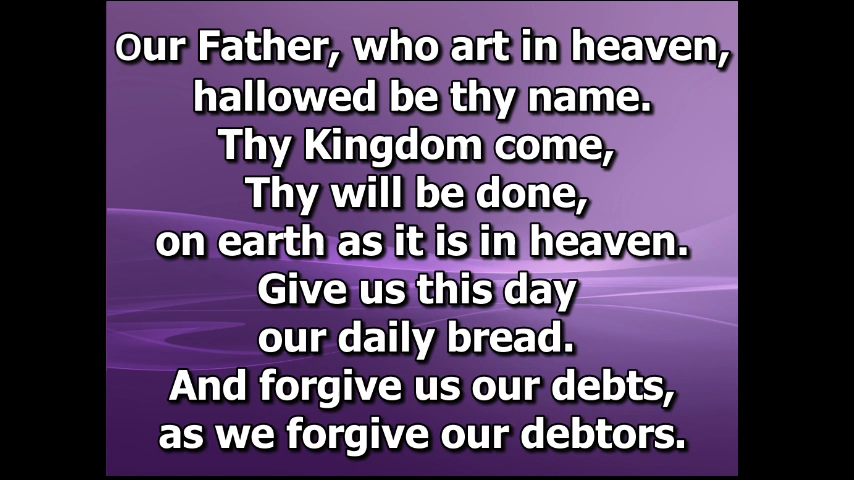 Our Father, who art in heaven,
hallowed be thy name.
Thy Kingdom come,
Thy will be done,
on earth as it is in heaven.
Give us this day
our daily bread.
And forgive us our debts,
as we forgive our debtors.